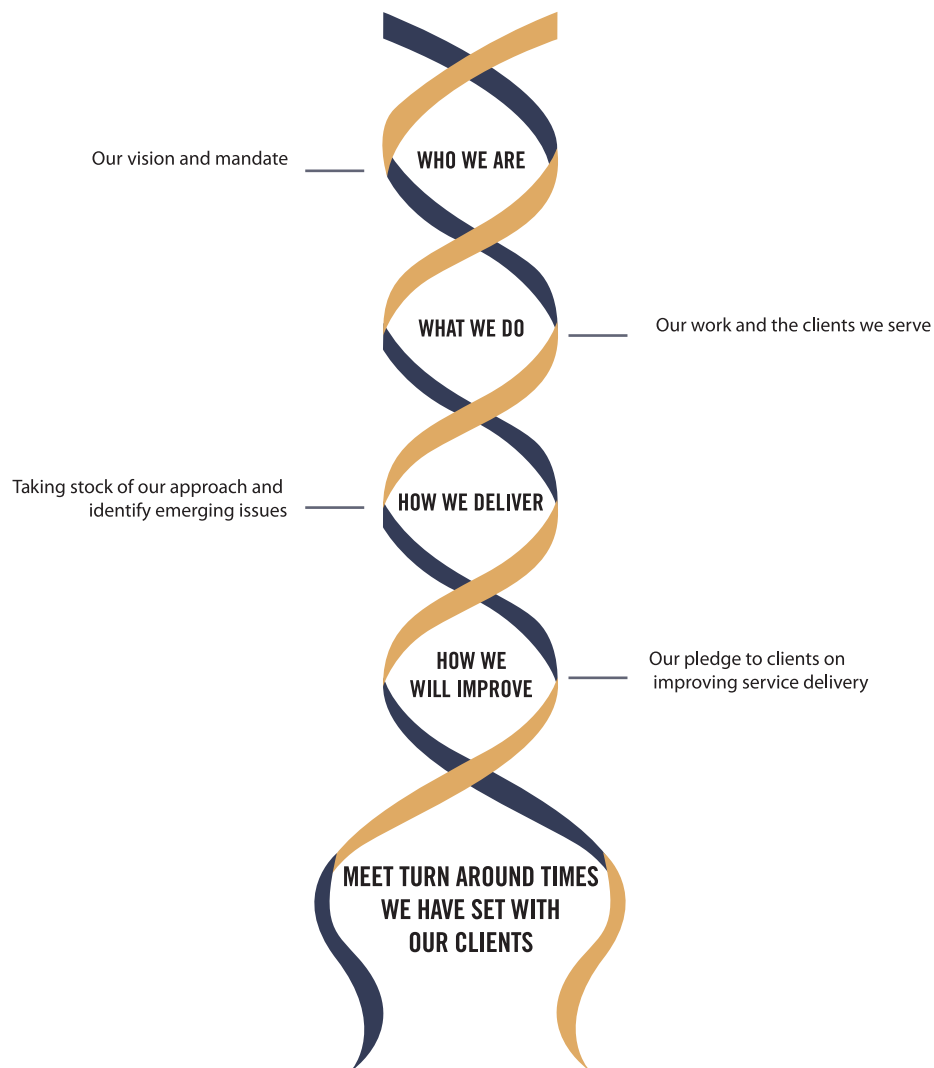 Our vision and mandate
WHO WE ARE
WHAT WE DO
Our work and the clients we serve
Taking stock of our approach and
identify emerging issues
HOW WE DELIVER
HOW WE
WILL IMPROVE
Our pledge to clients on
improving service delivery
MEET TURN AROUND TIMES
WE HAVE SET WITH
OUR CLIENTS